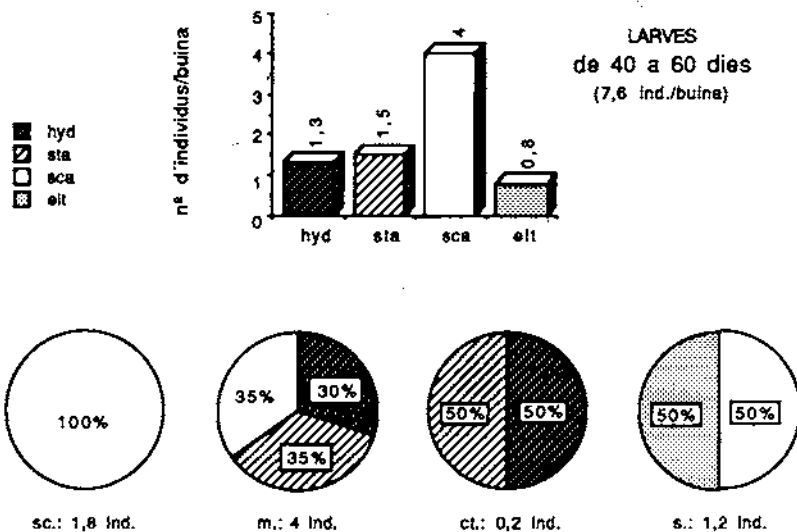 LARVES
de 40 a 60 dies
(7,6 ind./buina)
nº d'individus/buina
5
4
3
2
1
0
1,3
1,5
4
0,8
hyd
sta
sca
elt
hyd
sta
sca
elt
100%
35%
30%
35%
50%
50%
50%
50%
sc.: 1,8 ind.
m.: 4 ind.
ct.: 0,2 ind.
s.: 1,2 ind.